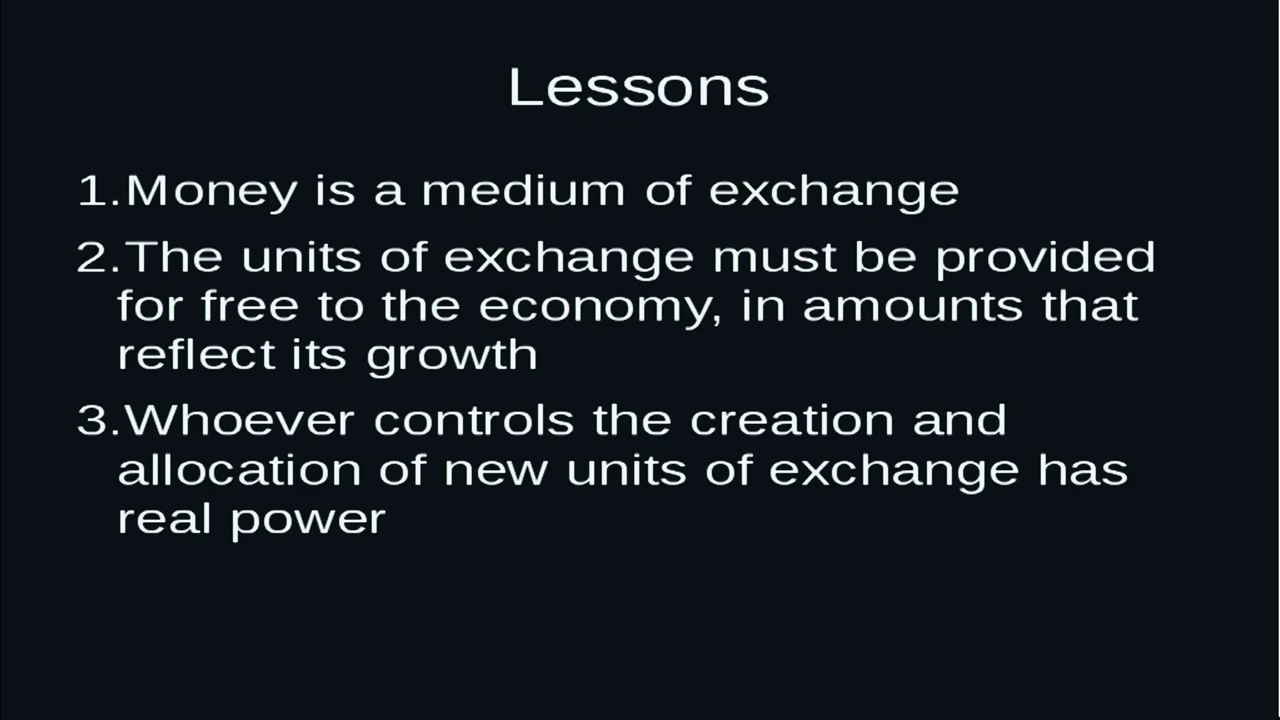 Lessons
1.Money is a medium of exchange
2.The units of exchange must be provided
for free to the economy, in amounts that
reflect its growth
3.Whoever controls the creation and
allocation of new units of exchange has
real power